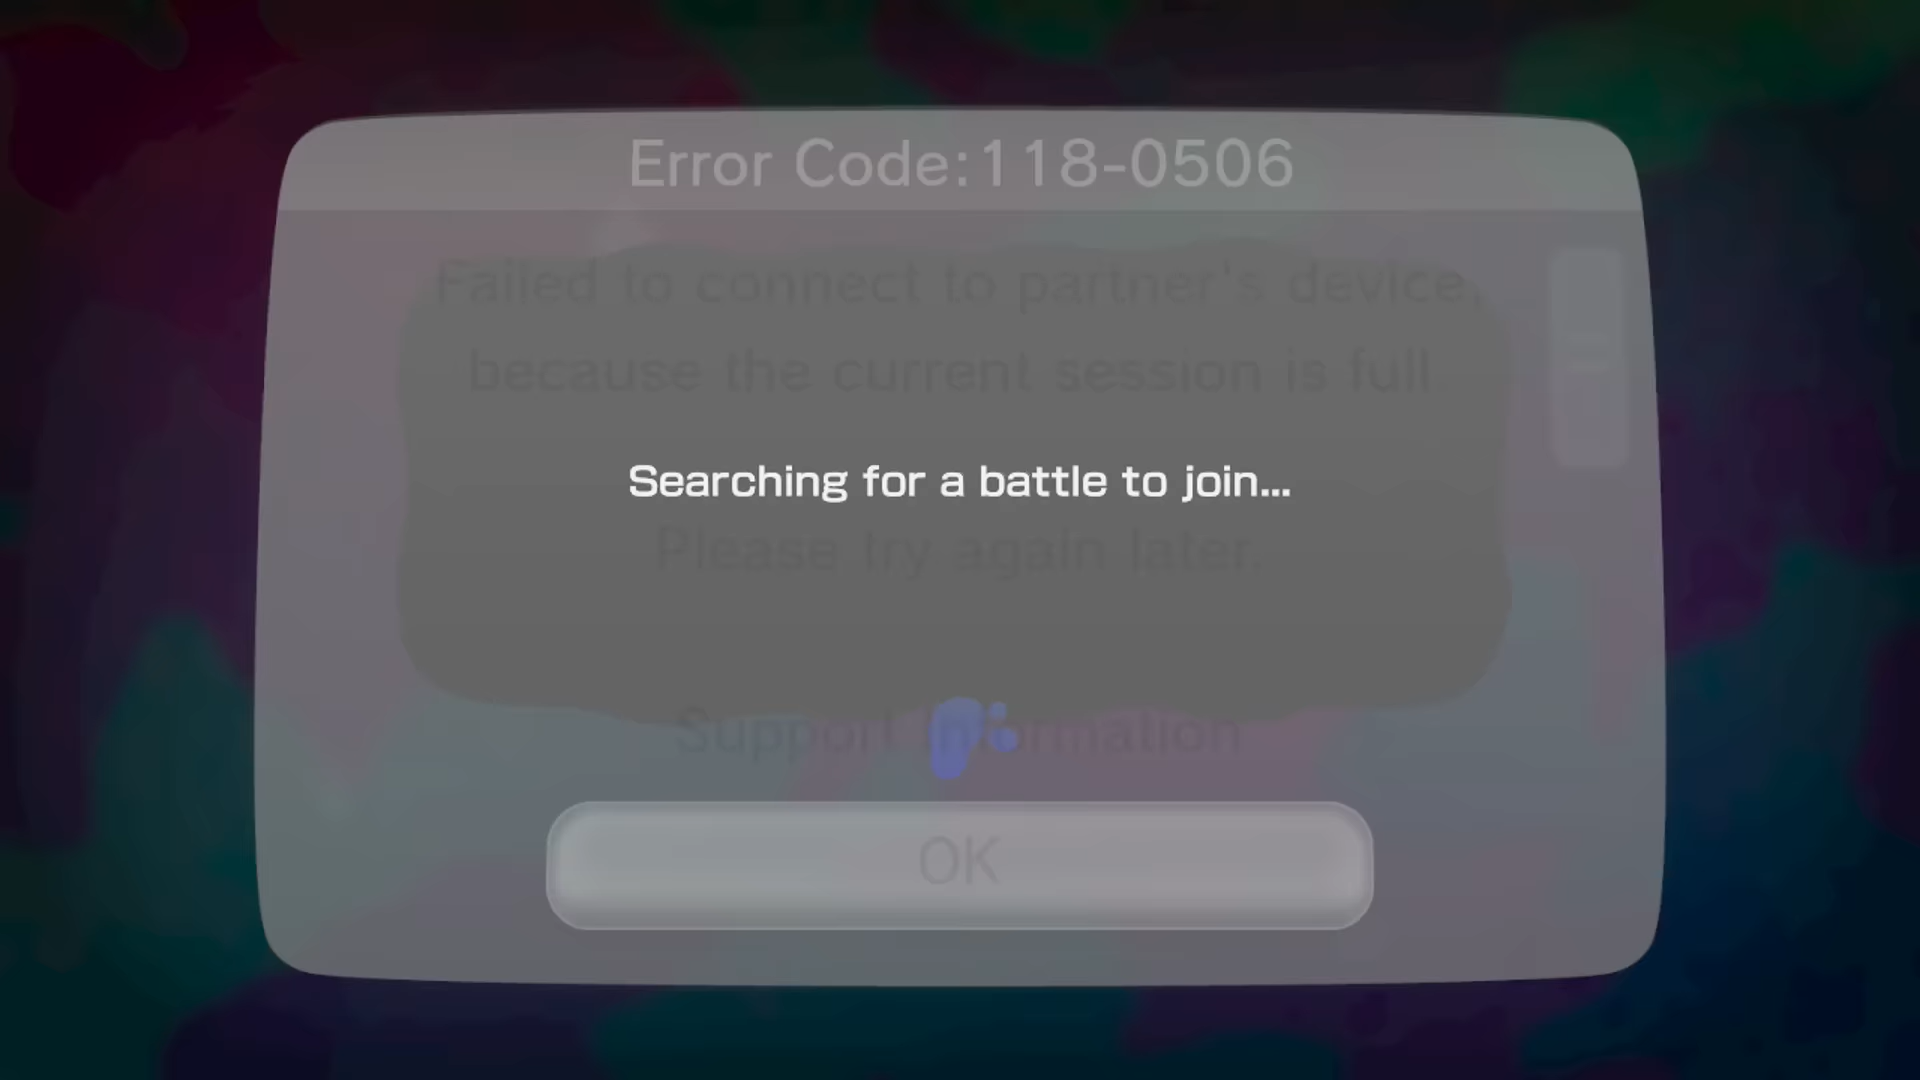 Error Code:118-0506
Failed to connect to partner's device,
because the current session is full
Searching for a battle to join...
Please try again later.
Support Information
OK